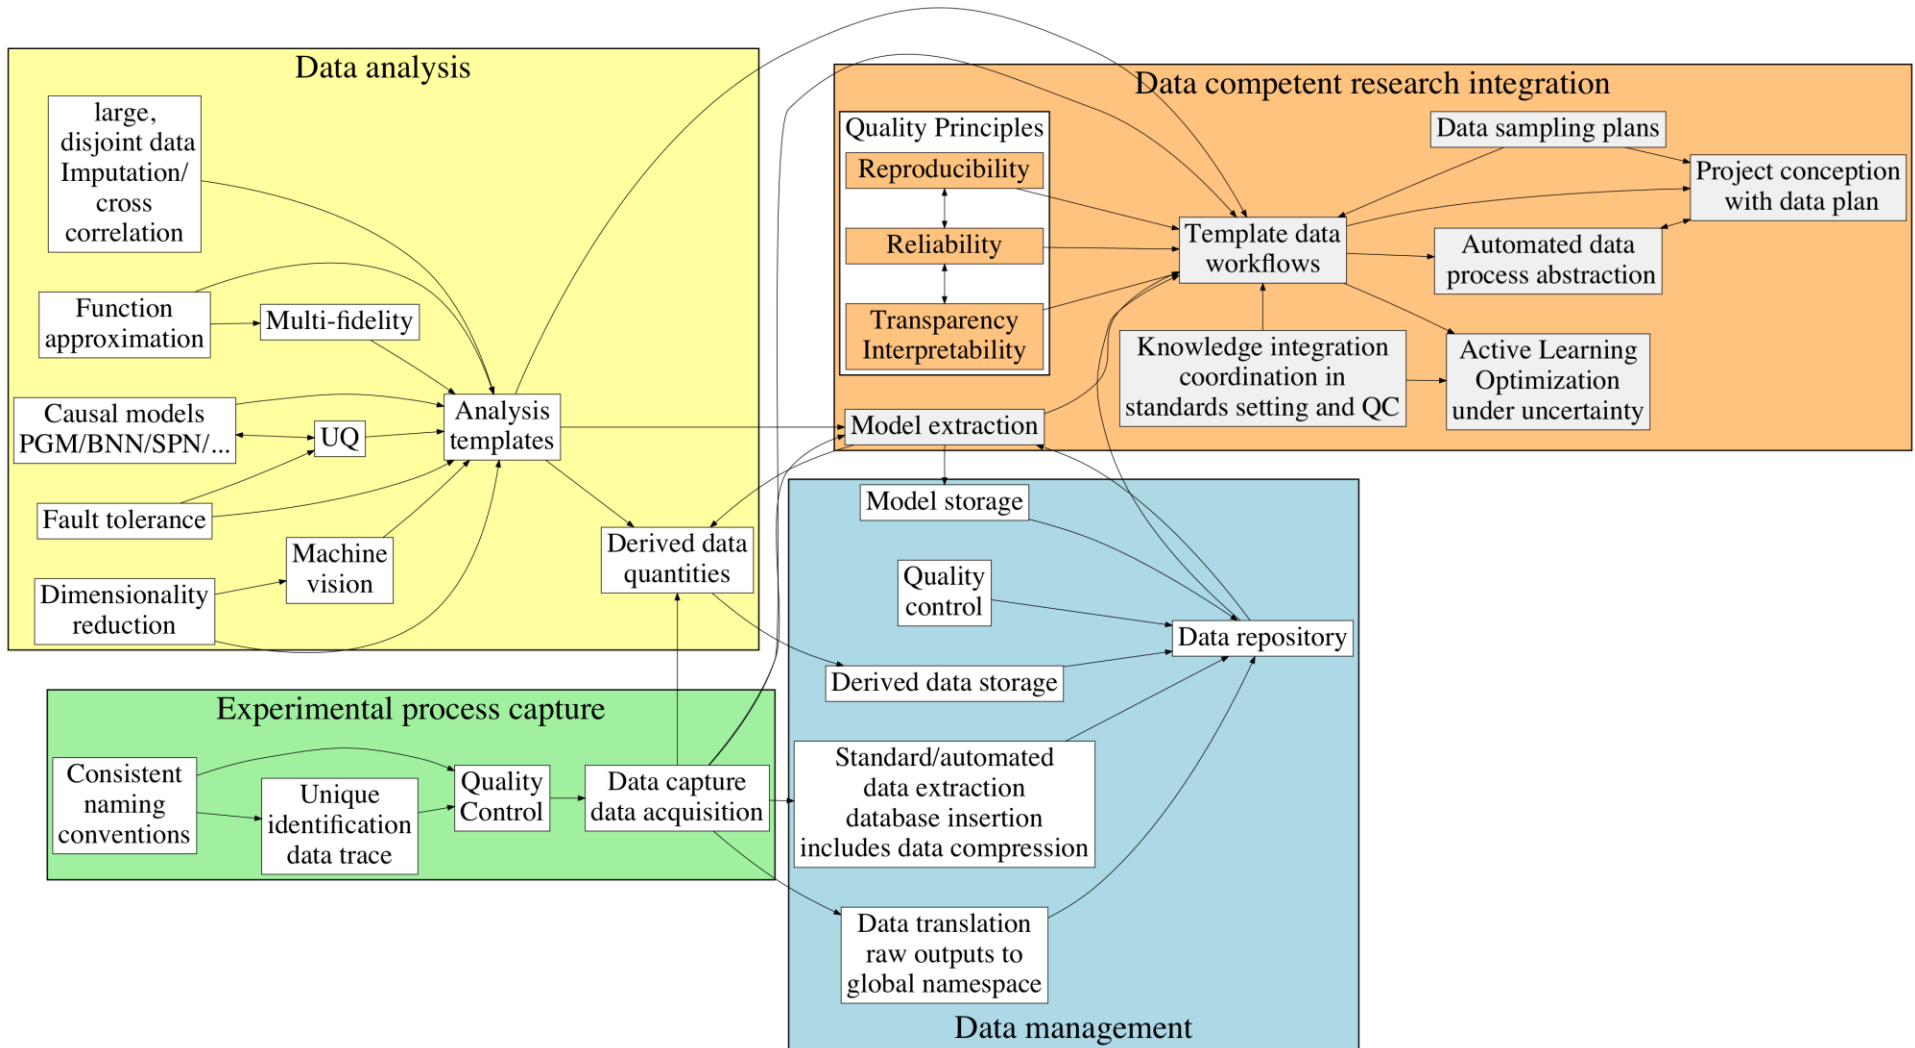 Data analysis
large,
disjoint data
Imputation/
cross
correlation
Function
approximation
Multi-fidelity
Causal models
PGM/BNN/SPN/...
UQ
Analysis
templates
Fault tolerance
Machine
vision
Dimensionality
reduction
Derived data
quantities
Data competent research integration
Quality Principles
Reproducibility
Reliability
Transparency
Interpretability
Data sampling plans
Project conception
with data plan
Template data
workflows
Automated data
process abstraction
Knowledge integration
coordination in
standards setting and QC
Active Learning
Optimization
under uncertainty
Model extraction
Experimental process capture
Consistent
naming
conventions
Unique
identification
data trace
Quality
Control
Data capture
data acquisition
Model storage
Quality
control
Data repository
Derived data storage
Standard/automated
data extraction
database insertion
includes data compression
Data translation
raw outputs to
global namespace
Data management